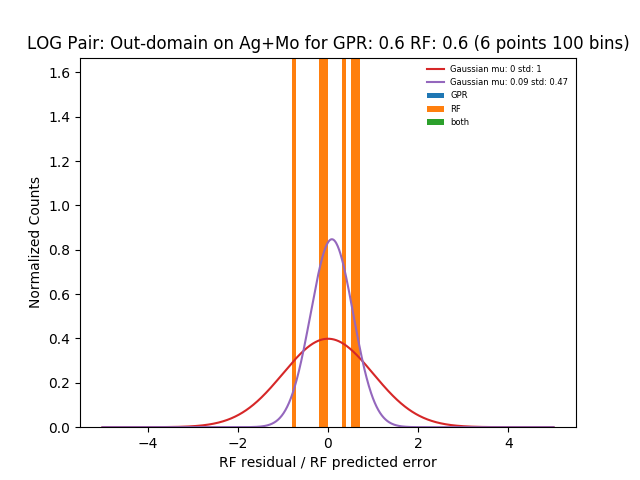 LOG Pair: Out-domain on Ag+Mo for GPR: 0.6 RF: 0.6 (6 points 100 bins)
Gaussian mu: 0 std: 1
Gaussian mu: 0.09 std: 0.47
GPR
RF
both
Normalized Counts
1.6
1.4
1.2
1.0
0.8
0.6
0.4
0.2
0.0
−4 −2 0 2 4
RF residual / RF predicted error